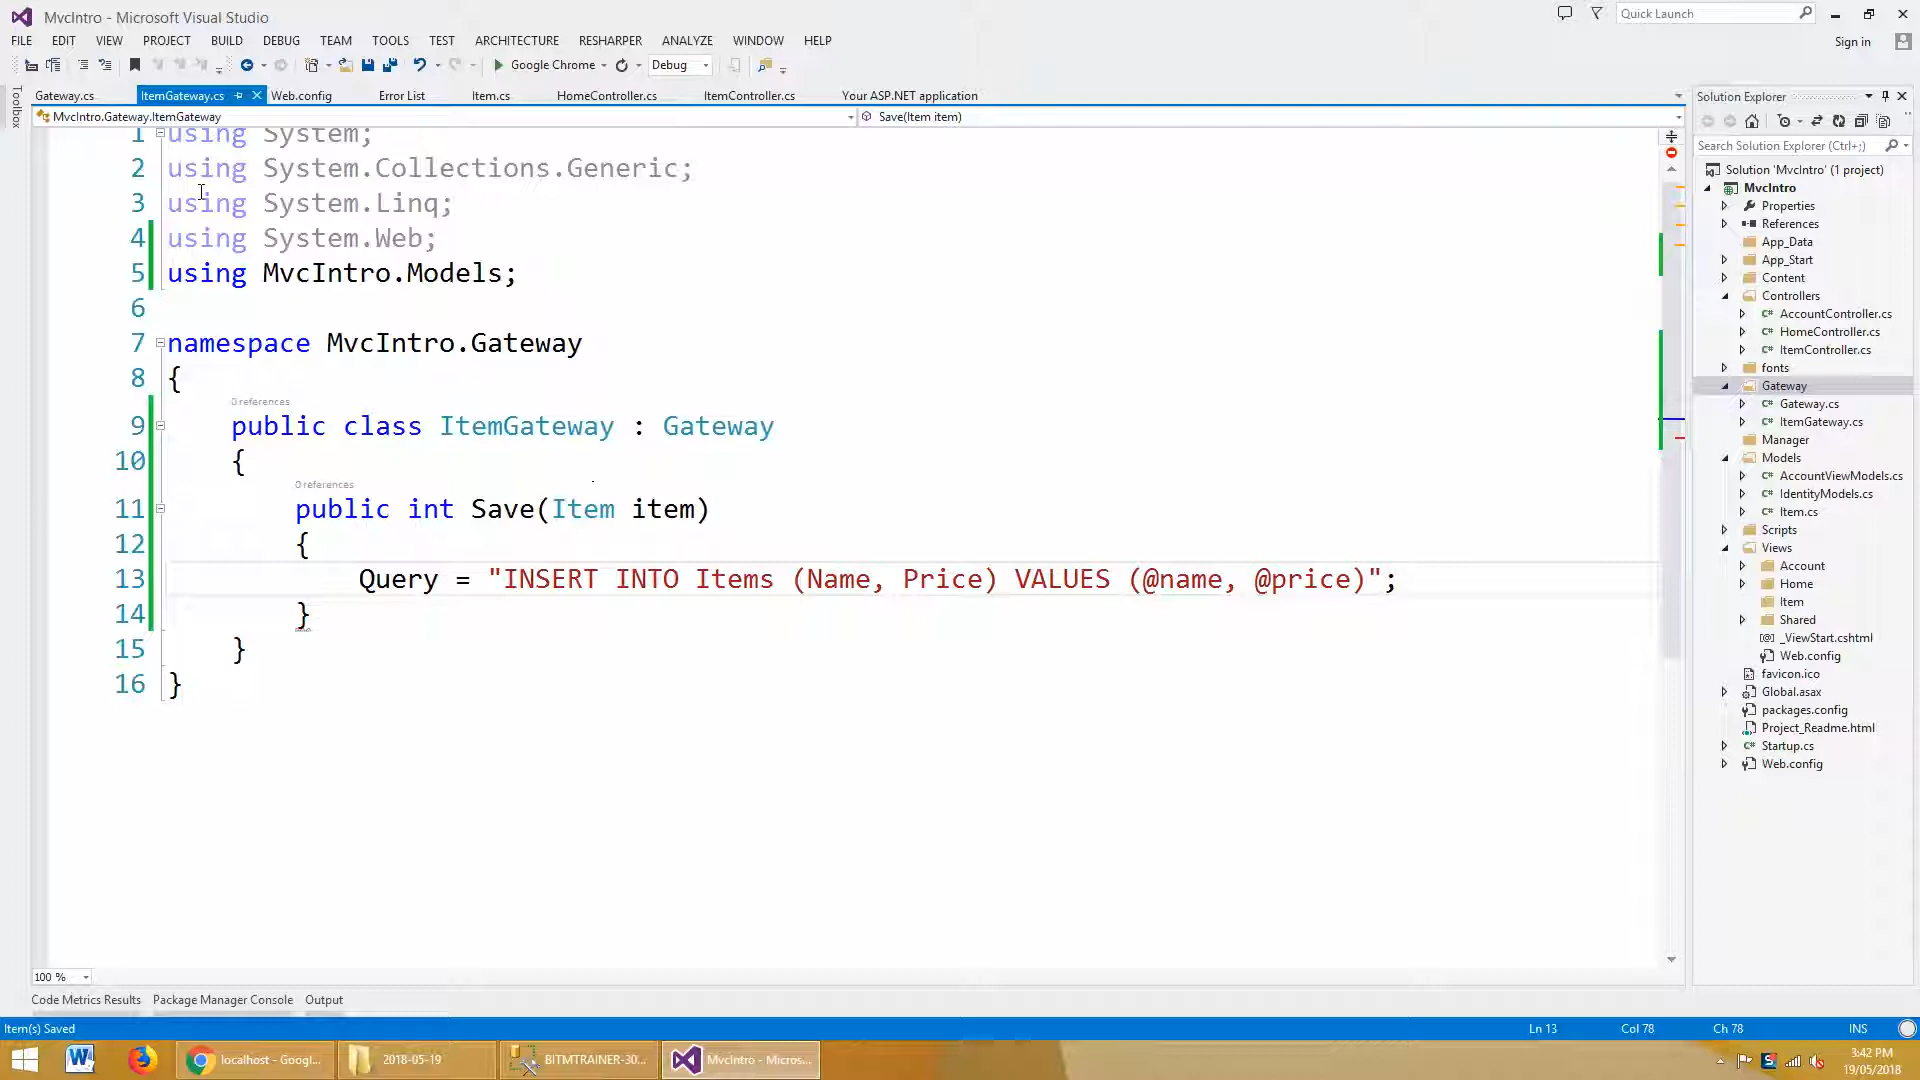 MvcIntro - Microsoft Visual Studio
Quick Launch
FILE EDIT VIEW PROJECT BUILD DEBUG TEAM TOOLS TEST ARCHITECTURE RESHARPER ANALYZE WINDOW HELP
Sign in
Google Chrome Debug
Toolbox
Gateway.cs ItemGateway.cs Web.config Error List Item.cs HomeController.cs ItemController.cs Your ASP.NET application
MvcIntro.Gateway.ItemGateway Save(Item item)
1 using System;
2 using System.Collections.Generic;
3 using System.Linq;
4 using System.Web;
5 using MvcIntro.Models;
6
7 namespace MvcIntro.Gateway
8 {
0 references
9 public class ItemGateway : Gateway
10 {
0 references
11 public int Save(Item item)
12 {
13 Query = "INSERT INTO Items (Name, Price) VALUES (@name, @price)";
14 }
15 }
16 }
Solution Explorer
Search Solution Explorer (Ctrl+;)
Solution 'MvcIntro' (1 project)
MvcIntro
Properties
References
App_Data
App_Start
Content
Controllers
C# AccountController.cs
C# HomeController.cs
C# ItemController.cs
fonts
Gateway
C# Gateway.cs
C# ItemGateway.cs
Manager
Models
C# AccountViewModels.cs
C# IdentityModels.cs
C# Item.cs
Scripts
Views
Account
Home
Item
Shared
[@] _ViewStart.cshtml
Web.config
favicon.ico
Global.asax
packages.config
Project_Readme.html
C# Startup.cs
Web.config
100 %
Code Metrics Results Package Manager Console Output
Item(s) Saved Ln 13 Col 78 Ch 78 INS
localhost - Googl... 2018-05-19 BITMTRAINER-30... MvcIntro - Micros...
3:42 PM
19/05/2018